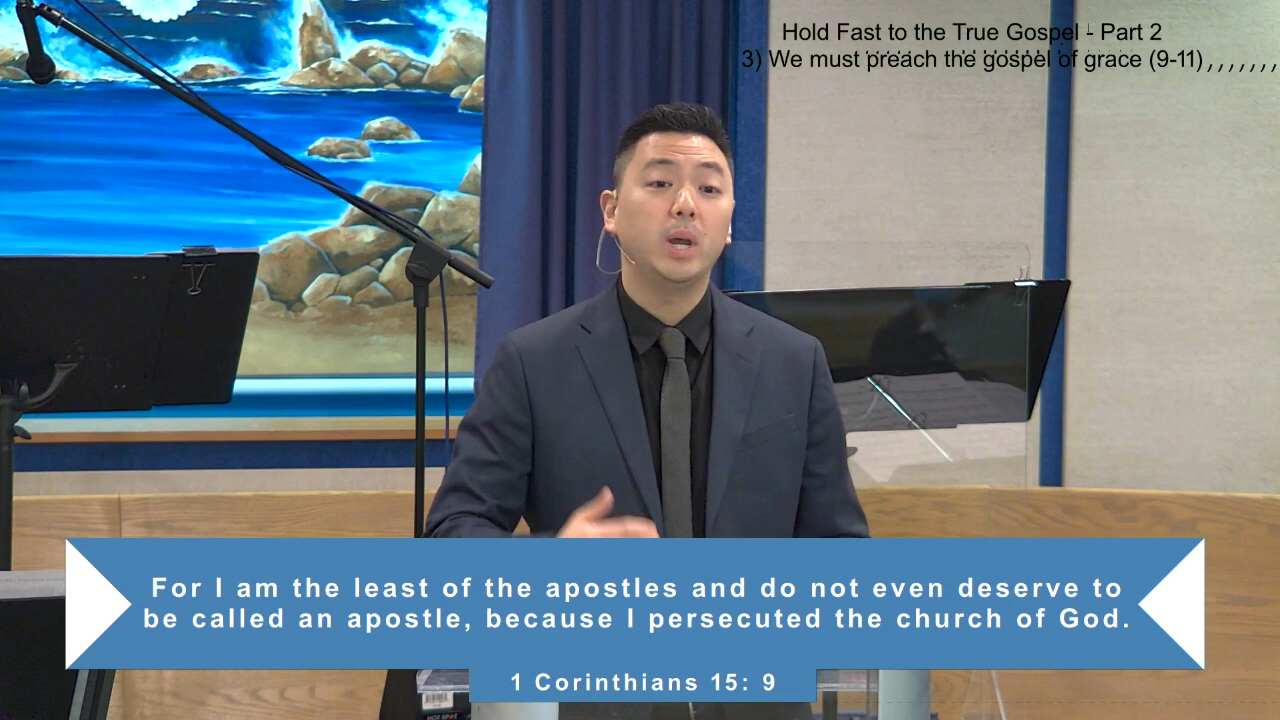 Hold Fast to the True Gospel - Part 2
3) We must preach the gospel of grace (9-11),,,,,,,
For I am the least of the apostles and do not even deserve to
be called an apostle, because I persecuted the church of God.
1 Corinthians 15: 9
HOT SPOT